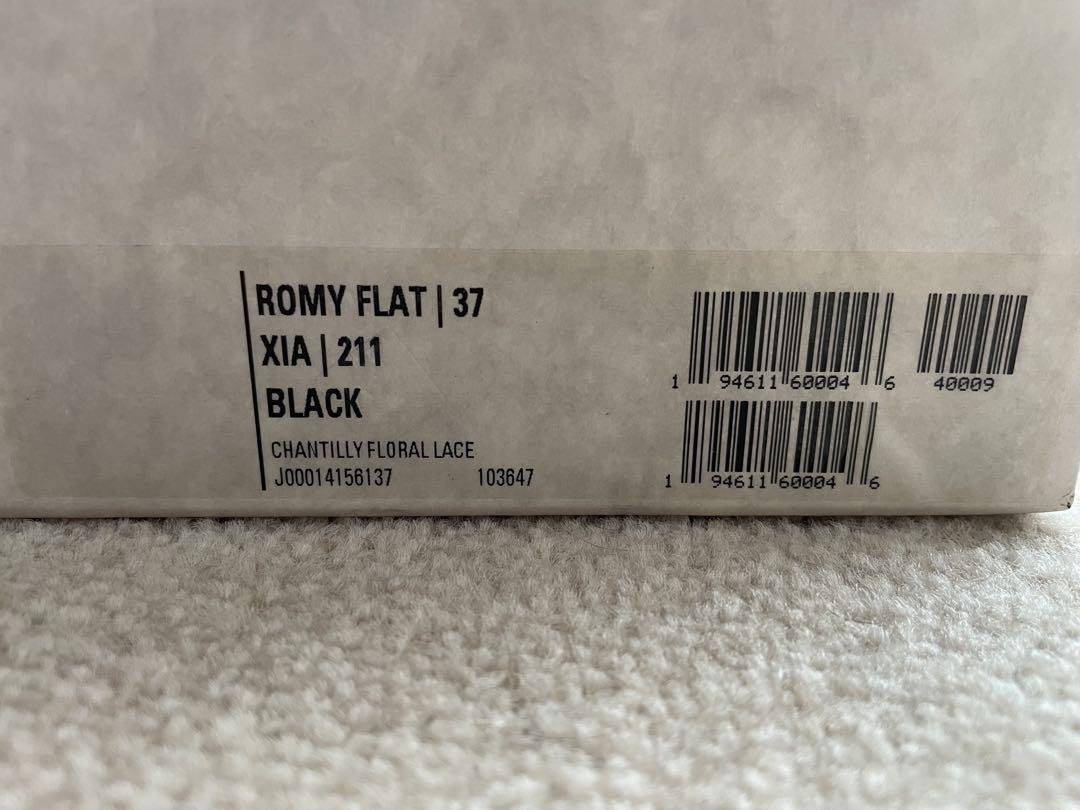 ROMY FLAT | 37
XIA | 211
BLACK
CHANTILLY FLORAL LACE
J00014156137 103647
1 94611 60004 6 40009
1 94611 60004 6